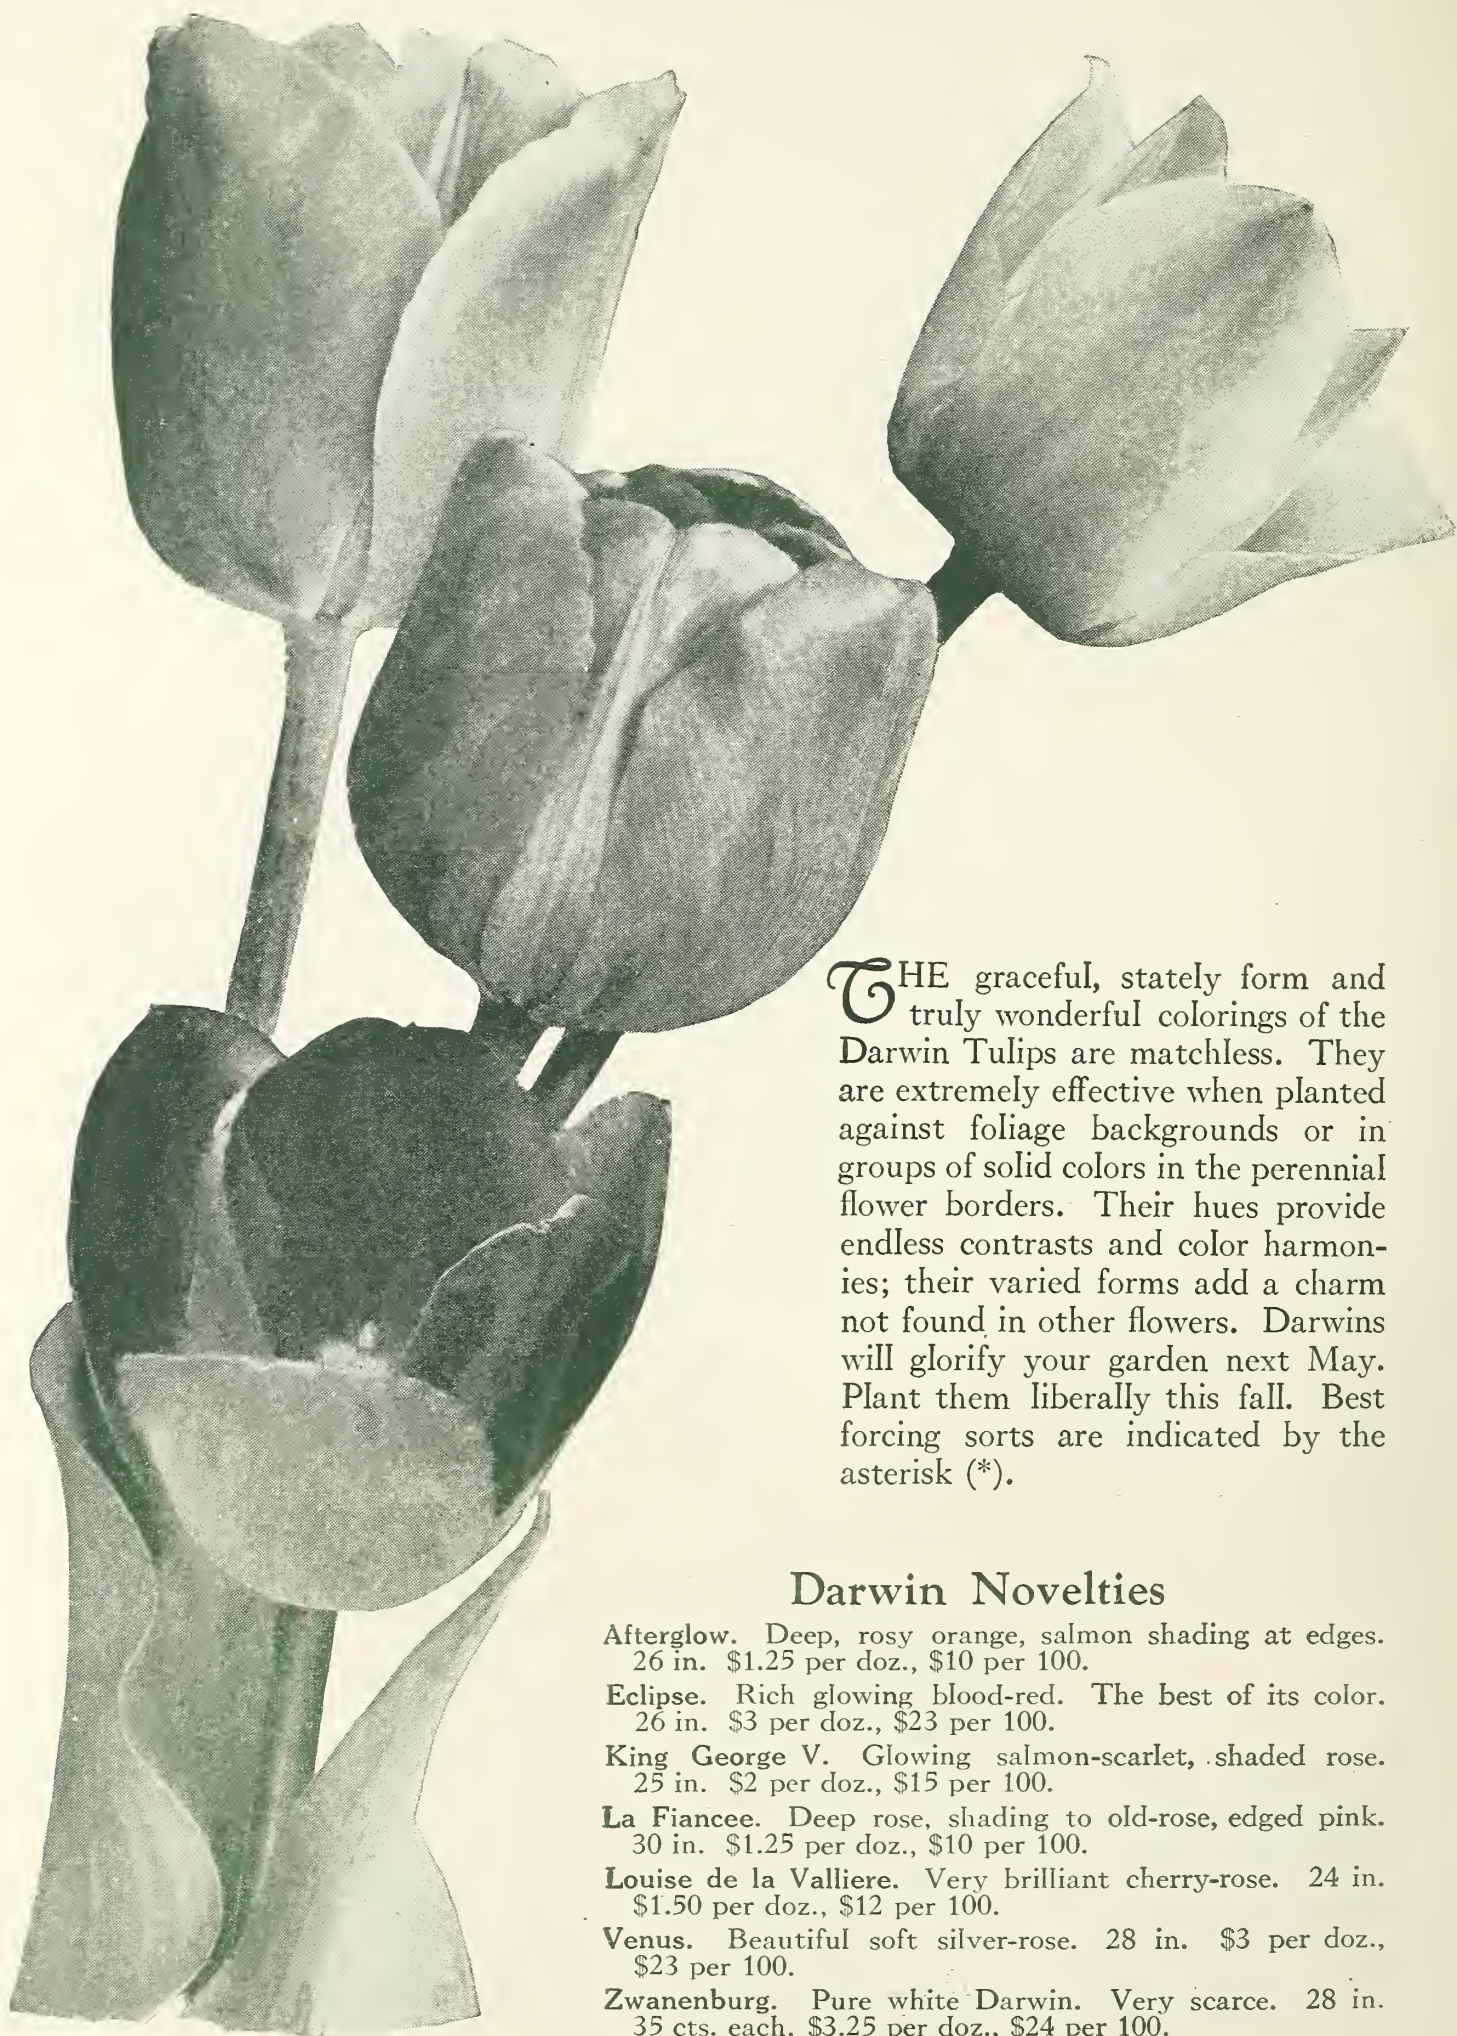 THE graceful, stately form and
truly wonderful colorings of the
Darwin Tulips are matchless. They
are extremely effective when planted
against foliage backgrounds or in
groups of solid colors in the perennial
flower borders. Their hues provide
endless contrasts and color harmon-
ies; their varied forms add a charm
not found in other flowers. Darwins
will glorify your garden next May.
Plant them liberally this fall. Best
forcing sorts are indicated by the
asterisk (*).
Darwin Novelties
Afterglow. Deep, rosy orange, salmon shading at edges.
26 in. $1.25 per doz., $10 per 100.
Eclipse. Rich glowing blood-red. The best of its color.
26 in. $3 per doz., $23 per 100.
King George V. Glowing salmon-scarlet, shaded rose.
25 in. $2 per doz., $15 per 100.
La Fiancee. Deep rose, shading to old-rose, edged pink.
30 in. $1.25 per doz., $10 per 100.
Louise de la Valliere. Very brilliant cherry-rose. 24 in.
$1.50 per doz., $12 per 100.
Venus. Beautiful soft silver-rose. 28 in. $3 per doz.,
$23 per 100.
Zwanenburg. Pure white Darwin. Very scarce. 28 in.
35 cts. each, $3.25 per doz., $24 per 100.